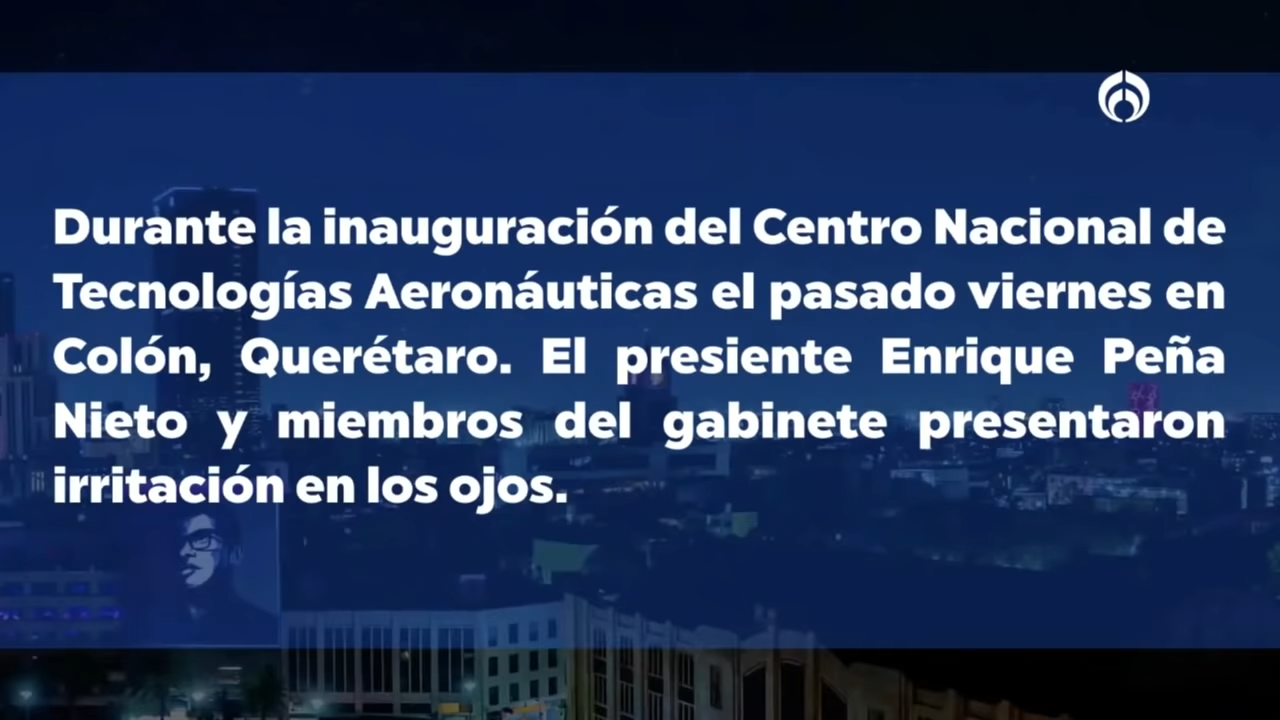 Durante la inauguración del Centro Nacional de
Tecnologías Aeronáuticas el pasado viernes en
Colón, Querétaro. El presiente Enrique Peña
Nieto y miembros del gabinete presentaron
irritación en los ojos.